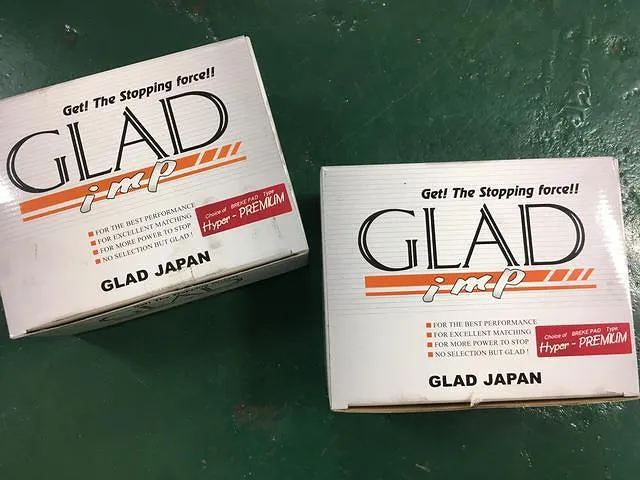 Get! The Stopping force!!
GLAD
imp
FOR THE BEST PERFORMANCE
FOR EXCELLENT MATCHING
FOR MORE POWER TO STOP
NO SELECTION BUT GLAD !
Choice of BREKE PAD Type
Hyper - PREMIUM
GLAD JAPAN
Get! The Stopping force!!
GLAD
imp
FOR THE BEST PERFORMANCE
FOR EXCELLENT MATCHING
FOR MORE POWER TO STOP
NO SELECTION BUT GLAD !
Choice of BREKE PAD Type
Hyper - PREMIUM
GLAD JAPAN